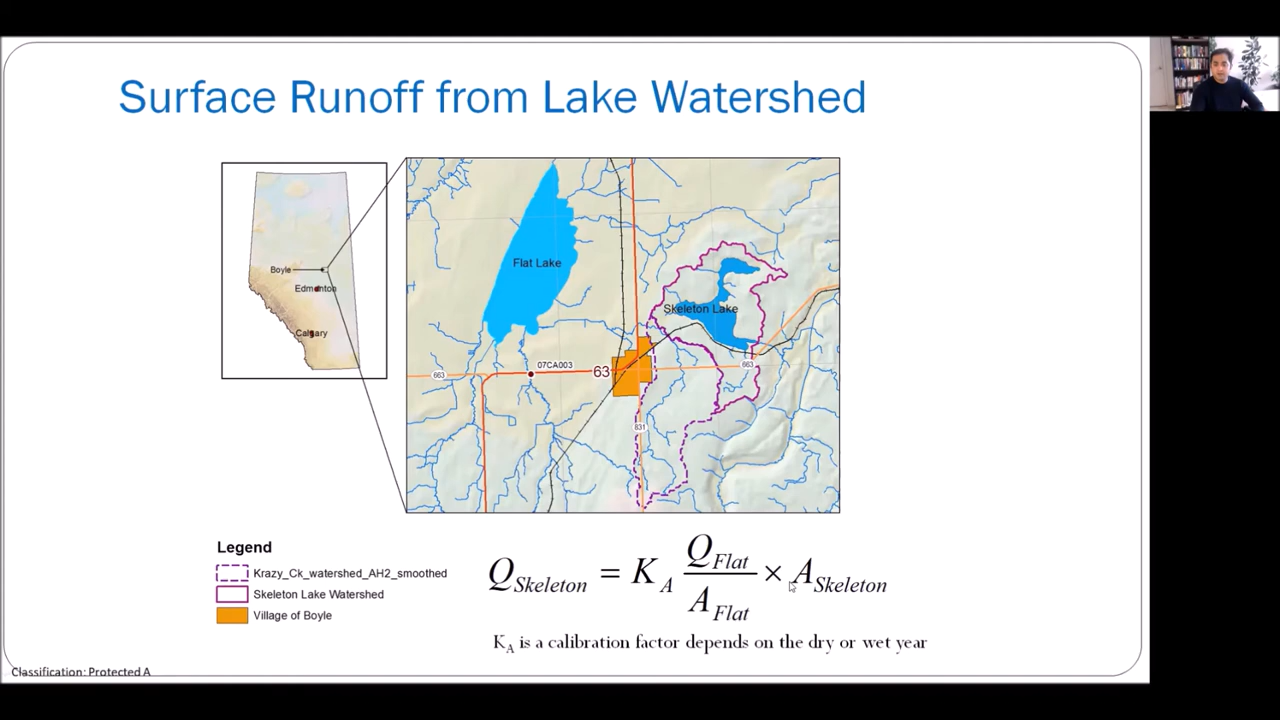 Surface Runoff from Lake Watershed
Boyle
Edmonton
Calgary
Flat Lake
Skeleton Lake
663
07CA003
63
663
831
Legend
Krazy_Ck_watershed_AH2_smoothed
Skeleton Lake Watershed
Village of Boyle
Q_Skeleton = K_A Q_Flat / A_Flat × A_Skeleton
K_A is a calibration factor depends on the dry or wet year
Classification: Protected A